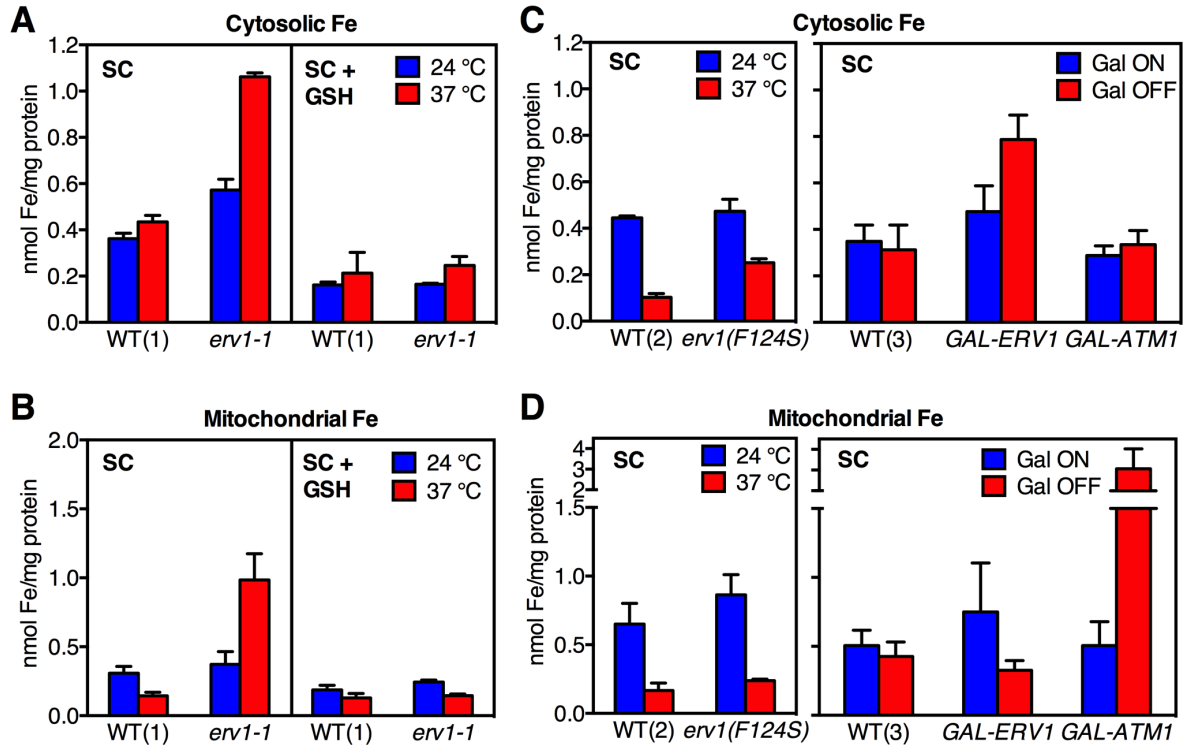 A
Cytosolic Fe
nmol Fe/mg protein
1.2
1.0
0.8
0.6
0.4
0.2
0.0
SC
SC +
GSH
24 °C
37 °C
WT(1)
erv1-1
WT(1)
erv1-1
B
Mitochondrial Fe
nmol Fe/mg protein
2.0
1.5
1.0
0.5
0.0
SC
SC +
GSH
24 °C
37 °C
WT(1)
erv1-1
WT(1)
erv1-1
C
Cytosolic Fe
nmol Fe/mg protein
1.2
1.0
0.8
0.6
0.4
0.2
0.0
SC
24 °C
37 °C
WT(2)
erv1(F124S)
SC
Gal ON
Gal OFF
WT(3)
GAL-ERV1
GAL-ATM1
D
Mitochondrial Fe
nmol Fe/mg protein
4
3
2
1.5
1.0
0.5
0.0
SC
24 °C
37 °C
WT(2)
erv1(F124S)
SC
Gal ON
Gal OFF
WT(3)
GAL-ERV1
GAL-ATM1